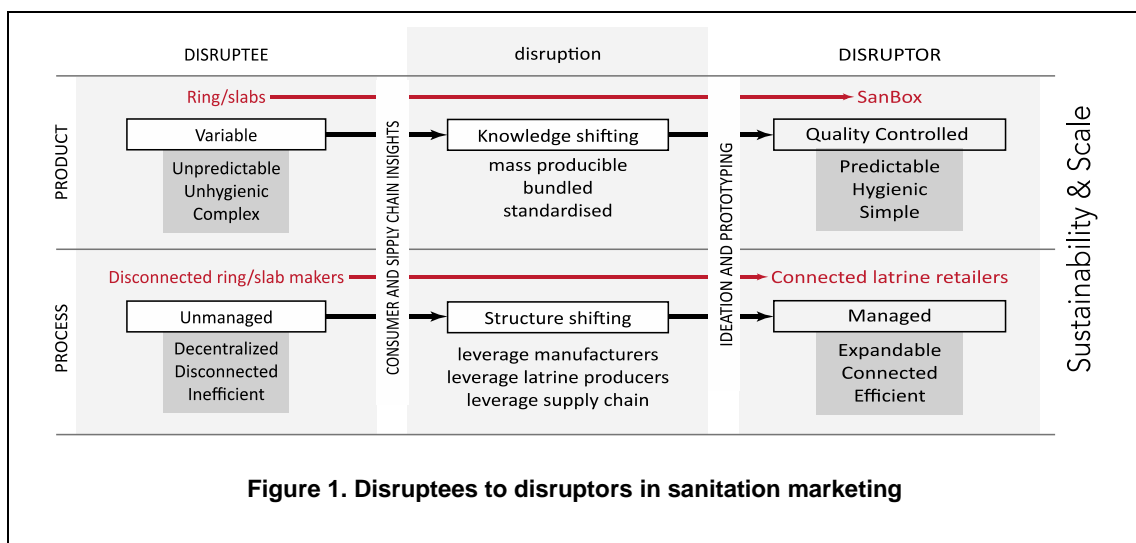 DISRUPTEE
disruption
DISRUPTOR
PRODUCT
Ring/slabs
SanBox
Variable
Knowledge shifting
Quality Controlled
Unpredictable
Unhygienic
Complex
mass producible
bundled
standardised
Predictable
Hygienic
Simple
CONSUMER AND SIPPLY CHAIN INSIGHTS
IDEATION AND PROTOTYPING
PROCESS
Disconnected ring/slab makers
Connected latrine retailers
Unmanaged
Structure shifting
Managed
Decentralized
Disconnected
Inefficient
leverage manufacturers
leverage latrine producers
leverage supply chain
Expandable
Connected
Efficient
Sustainability & Scale
Figure 1. Disruptees to disruptors in sanitation marketing